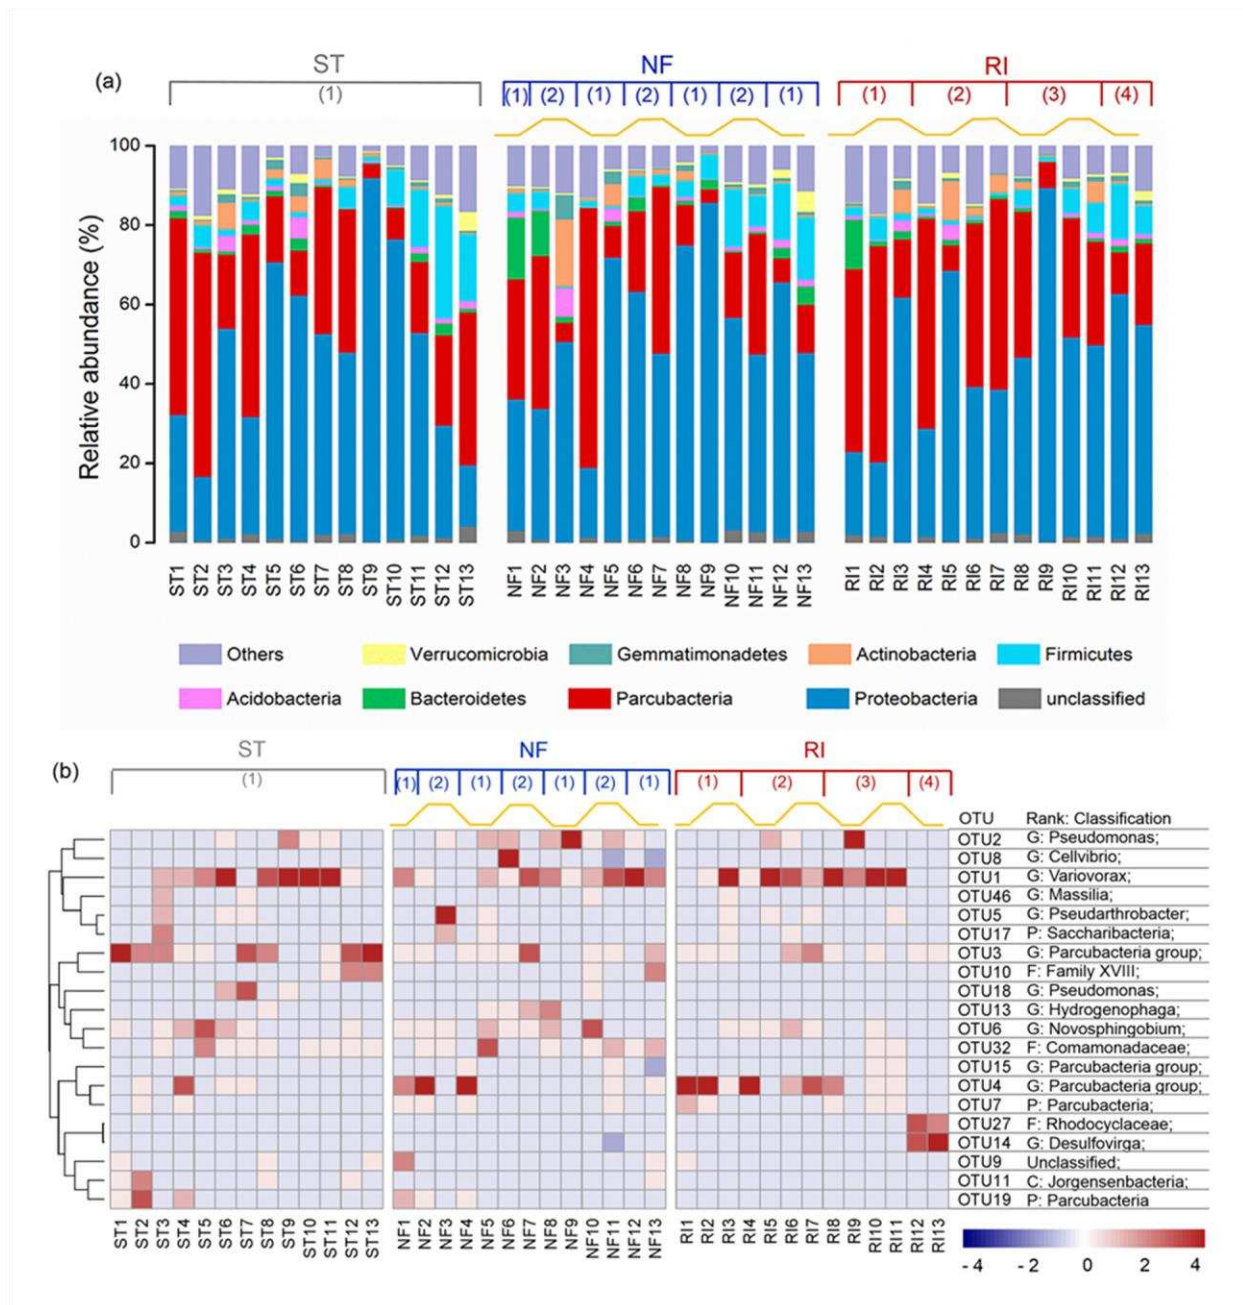 (a)
ST NF RI
(1) (1) (2) (1) (2) (1) (2) (1) (1) (2) (3) (4)
Relative abundance (%)
100
80
60
40
20
0
ST1 ST2 ST3 ST4 ST5 ST6 ST7 ST8 ST9 ST10 ST11 ST12 ST13 NF1 NF2 NF3 NF4 NF5 NF6 NF7 NF8 NF9 NF10 NF11 NF12 NF13 RI1 RI2 RI3 RI4 RI5 RI6 RI7 RI8 RI9 RI10 RI11 RI12 RI13
Others Verrucomicrobia Gemmatimonadetes Actinobacteria Firmicutes
Acidobacteria Bacteroidetes Parcubacteria Proteobacteria unclassified
(b)
ST NF RI
(1) (1) (2) (1) (2) (1) (2) (1) (1) (2) (3) (4)
OTU Rank: Classification
OTU2 G: Pseudomonas;
OTU8 G: Cellvibrio;
OTU1 G: Variovorax;
OTU46 G: Massilia;
OTU5 G: Pseudarthrobacter;
OTU17 P: Saccharibacteria;
OTU3 G: Parcubacteria group;
OTU10 F: Family XVIII;
OTU18 G: Pseudomonas;
OTU13 G: Hydrogenophaga;
OTU6 G: Novosphingobium;
OTU32 F: Comamonadaceae;
OTU15 G: Parcubacteria group;
OTU4 G: Parcubacteria group;
OTU7 P: Parcubacteria;
OTU27 F: Rhodocyclaceae;
OTU14 G: Desulfovirga;
OTU9 Unclassified;
OTU11 C: Jorgensenbacteria;
OTU19 P: Parcubacteria
ST1 ST2 ST3 ST4 ST5 ST6 ST7 ST8 ST9 ST10 ST11 ST12 ST13 NF1 NF2 NF3 NF4 NF5 NF6 NF7 NF8 NF9 NF10 NF11 NF12 NF13 RI1 RI2 RI3 RI4 RI5 RI6 RI7 RI8 RI9 RI10 RI11 RI12 RI13
- 4 - 2 0 2 4